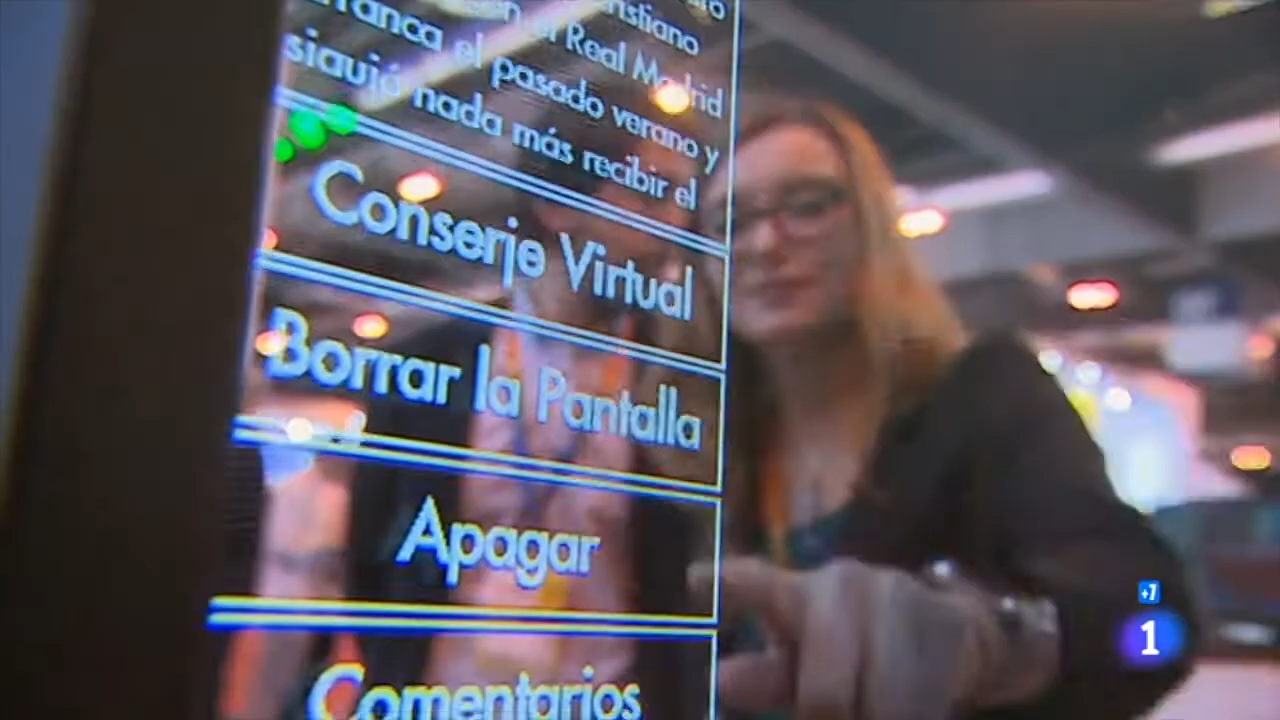 Real Madrid
el pasado verano y
nada más recibir el
Conserje Virtual
Borrar la Pantalla
Apagar
Comentarios
+7
1